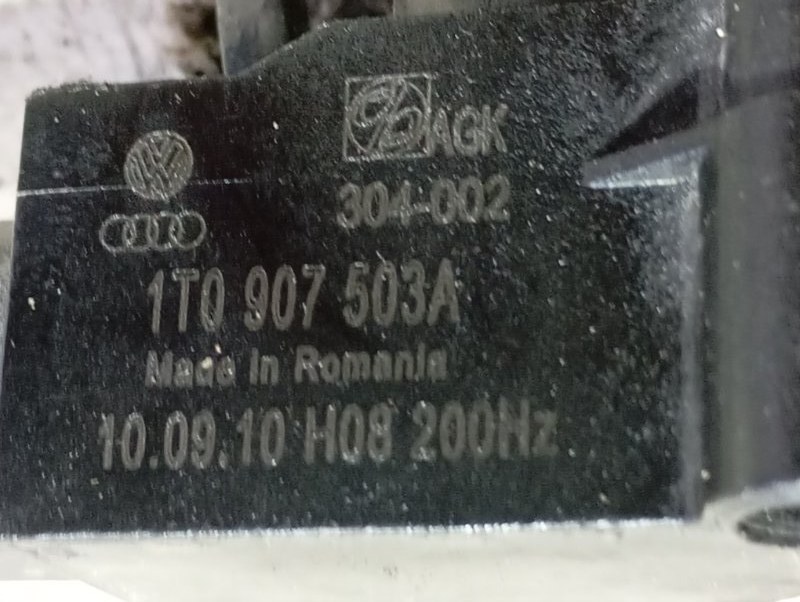 AGK
304-002
1T0 907 503A
Made in Romania
10.09.10 H08 200Hz